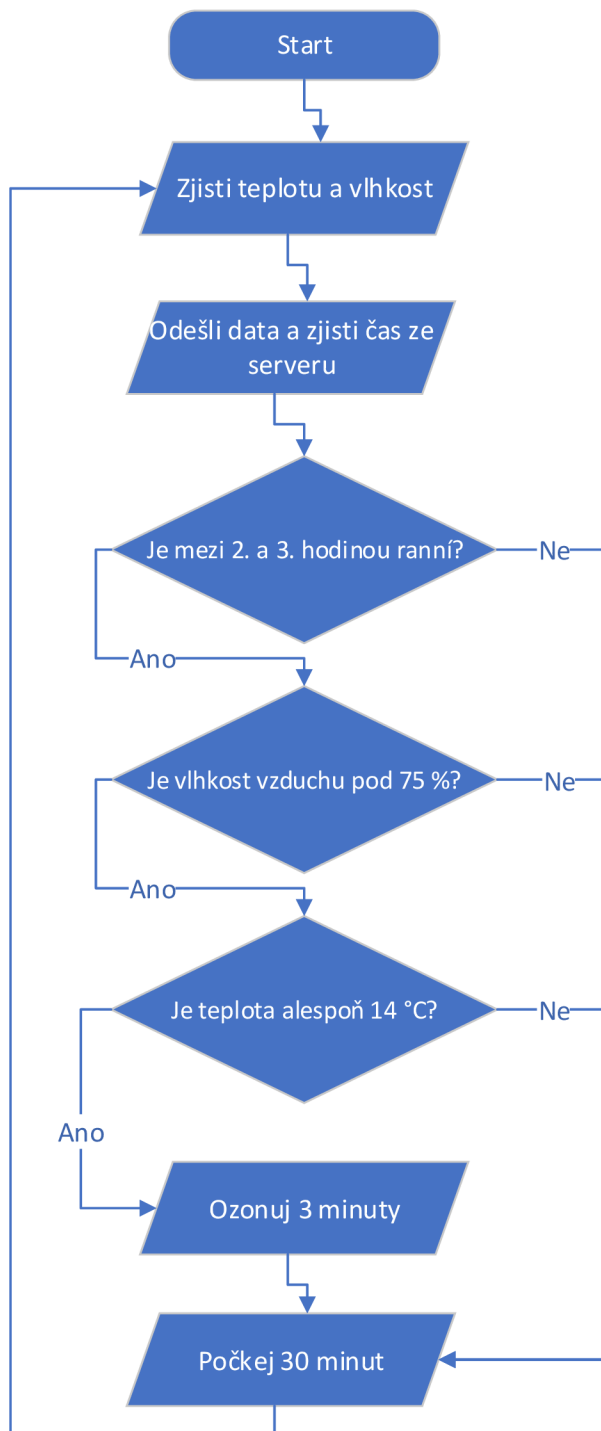 Start
Zjisti teplotu a vlhkost
Odešli data a zjisti čas ze
serveru
Je mezi 2. a 3. hodinou ranní?
Ne
Ano
Je vlhkost vzduchu pod 75 %?
Ne
Ano
Je teplota alespoň 14 °C?
Ne
Ano
Ozonuj 3 minuty
Počkej 30 minut